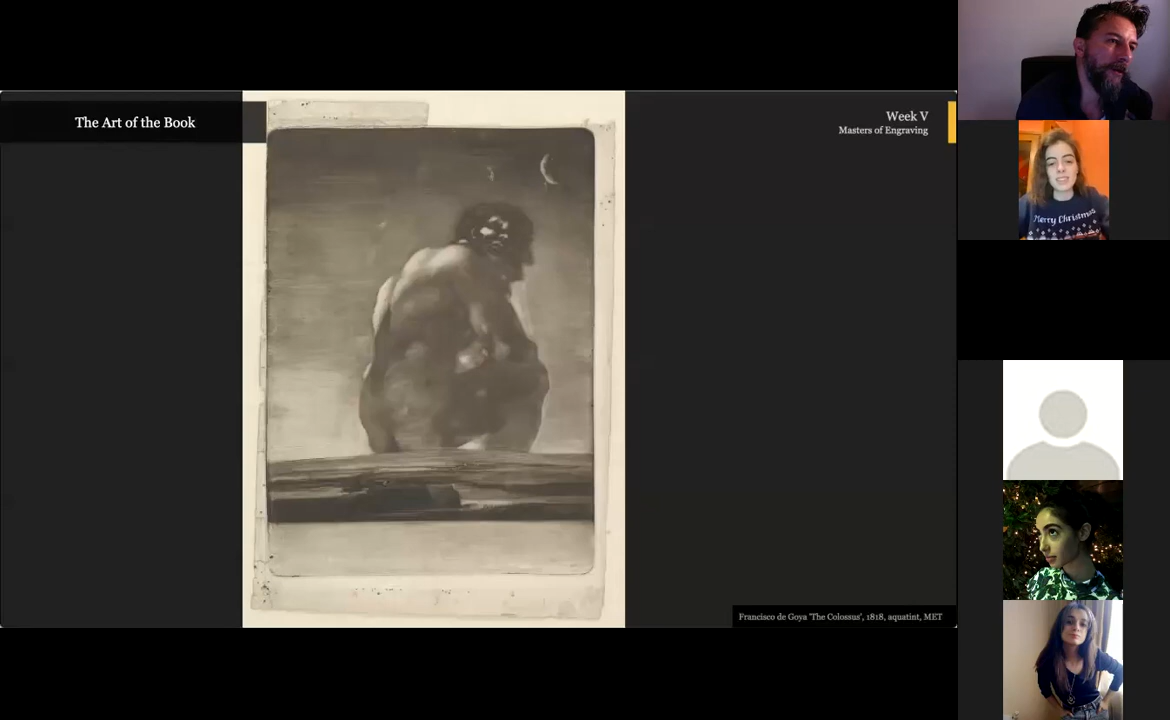 The Art of the Book
Week V
Masters of Engraving
Merry Christmas
Francisco de Goya 'The Colossus', 1818, aquatint, MET